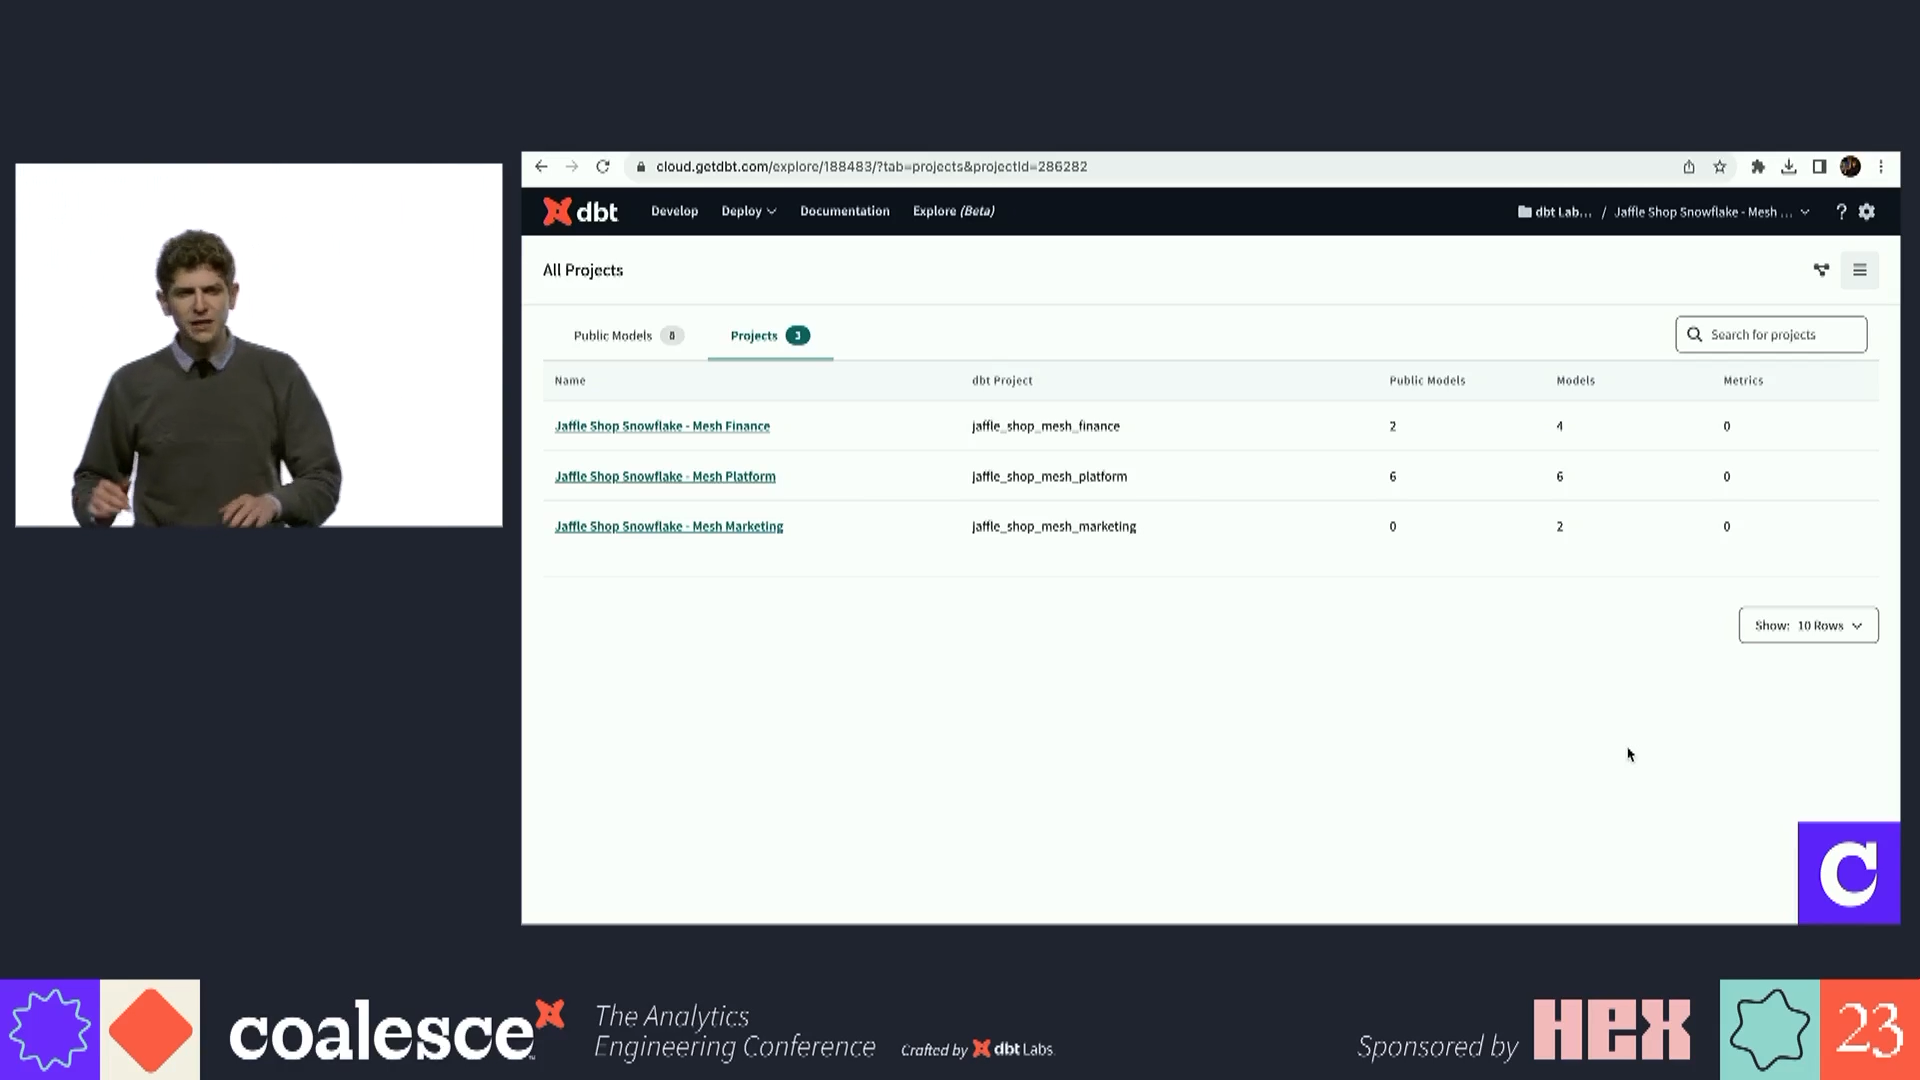 cloud.getdbt.com/explore/188483/?tab=projects&projectId=286282
dbt Develop Deploy Documentation Explore (Beta) dbt Lab... / Jaffle Shop Snowflake - Mesh ... ?
All Projects
Public Models 8 Projects 3 Search for projects
Name dbt Project Public Models Models Metrics
Jaffle Shop Snowflake - Mesh Finance jaffle_shop_mesh_finance 2 4 0
Jaffle Shop Snowflake - Mesh Platform jaffle_shop_mesh_platform 6 6 0
Jaffle Shop Snowflake - Mesh Marketing jaffle_shop_mesh_marketing 0 2 0
Show: 10 Rows
C
coalesce
The Analytics
Engineering Conference
Crafted by dbt Labs
Sponsored by HEX
23